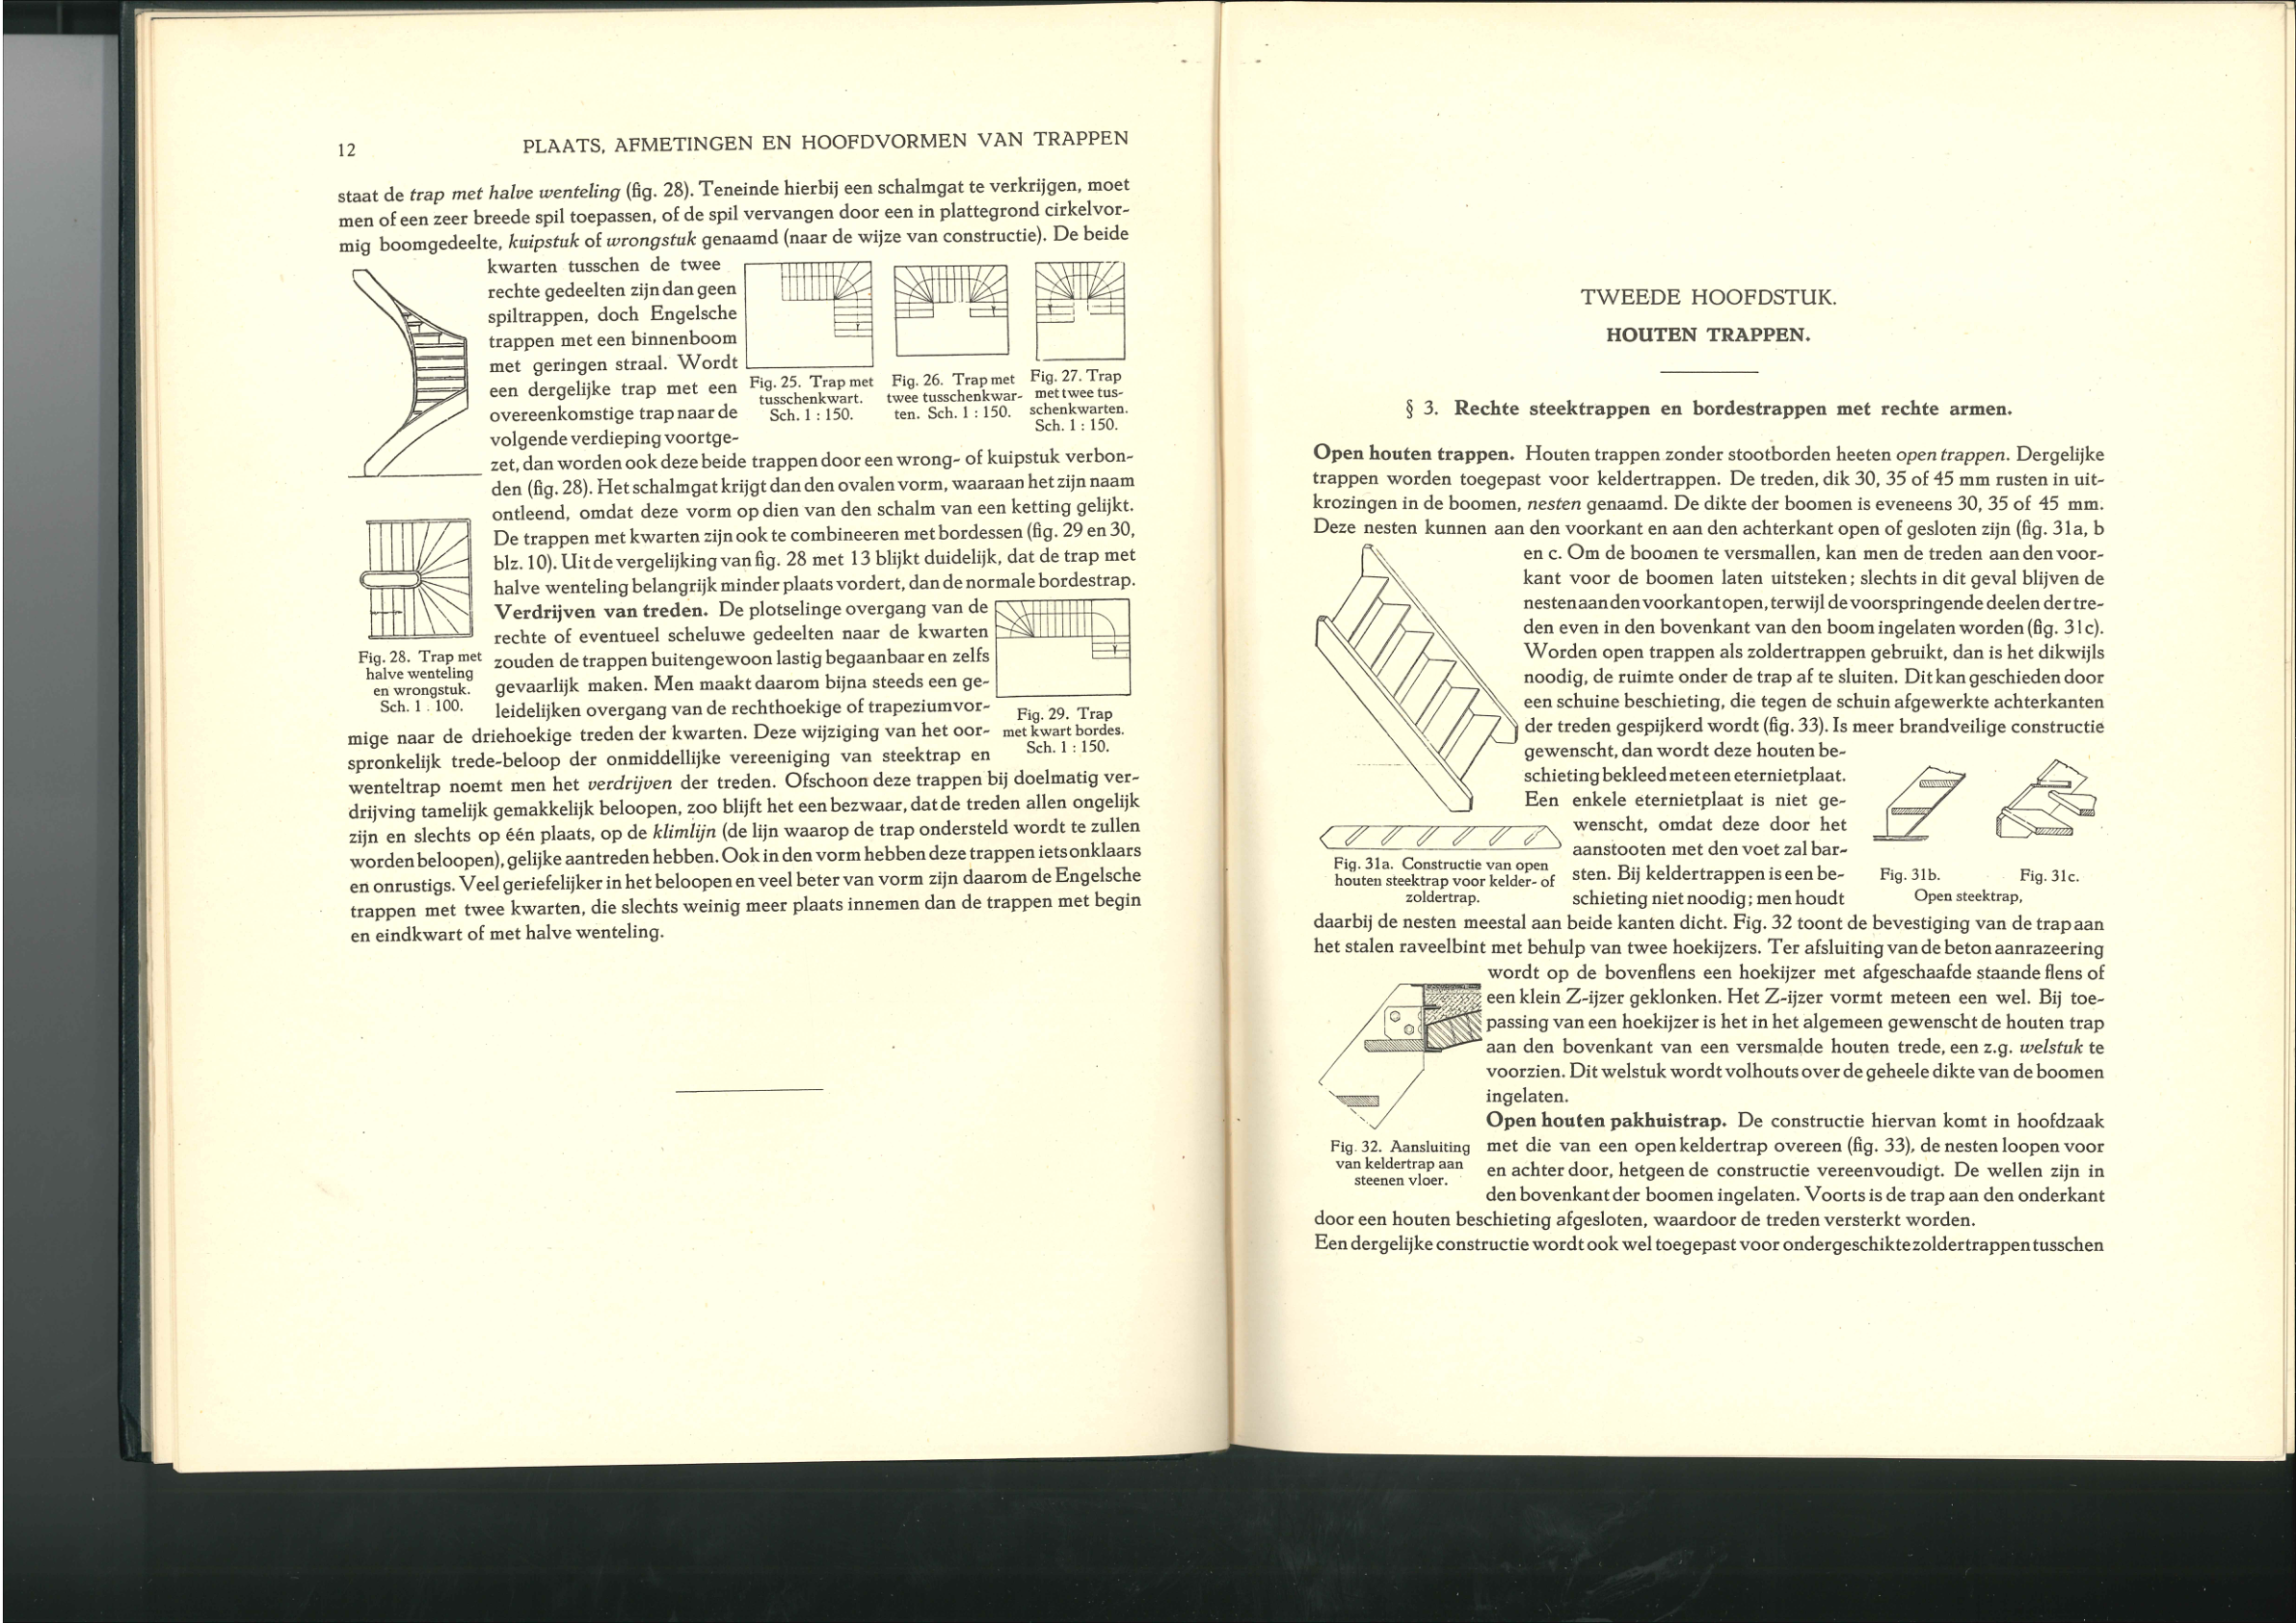 12
PLAATS, AFMETINGEN EN HOOFDVORMEN VAN TRAPPEN
staat de trap met halve wenteling (fig. 28). Teneinde hierbij een schalmgat te verkrijgen, moet
men of een zeer breede spil toepassen, of de spil vervangen door een in plattegrond cirkelvor-
mig boomgedeelte, kuipstuk of wrongstuk genaamd (naar de wijze van constructie). De beide
kwarten tusschen de twee
rechte gedeelten zijn dan geen
spiltrappen, doch Engelsche
trappen met een binnenboom
met geringen straal. Wordt
een dergelijke trap met een
overeenkomstige trap naar de
volgende verdieping voortge-
zet, dan worden ook deze beide trappen door een wrong- of kuipstuk verbon-
den (fig. 28). Het schalmgat krijgt dan den ovalen vorm, waaraan het zijn naam
ontleend, omdat deze vorm op dien van den schalm van een ketting gelijkt.
De trappen met kwarten zijn ook te combineeren met bordessen (fig. 29 en 30,
blz. 10). Uit de vergelijking van fig. 28 met 13 blijkt duidelijk, dat de trap met
halve wenteling belangrijk minder plaats vordert, dan de normale bordestrap.
Fig. 25. Trap met
tusschenkwart.
Sch. 1 : 150.
Fig. 26. Trap met
twee tusschenkwar-
ten. Sch. 1 : 150.
Fig. 27. Trap
met twee tus-
schenkwarten.
Sch. 1 : 150.
Verdrijven van treden. De plotselinge overgang van de
rechte of eventueel scheluwe gedeelten naar de kwarten
zouden de trappen buitengewoon lastig begaanbaar en zelfs
gevaarlijk maken. Men maakt daarom bijna steeds een ge-
leidelijken overgang van de rechthoekige of trapeziumvor-
mige naar de driehoekige treden der kwarten. Deze wijziging van het oor-
spronkelijk trede-beloop der onmiddellijke vereeniging van steektrap en
wenteltrap noemt men het verdrijven der treden. Ofschoon deze trappen bij doelmatig ver-
drijving tamelijk gemakkelijk beloopen, zoo blijft het een bezwaar, dat de treden allen ongelijk
zijn en slechts op één plaats, op de klimlijn (de lijn waarop de trap ondersteld wordt te zullen
worden beloopen), gelijke aantreden hebben. Ook in den vorm hebben deze trappen iets onklaars
en onrustigs. Veel geriefelijker in het beloopen en veel beter van vorm zijn daarom de Engelsche
trappen met twee kwarten, die slechts weinig meer plaats innemen dan de trappen met begin
en eindkwart of met halve wenteling.
Fig. 28. Trap met
halve wenteling
en wrongstuk.
Sch. 1 : 100.
Fig. 29. Trap
met kwart bordes.
Sch. 1 : 150.
TWEEDE HOOFDSTUK.
HOUTEN TRAPPEN.
§ 3. Rechte steektrappen en bordestrappen met rechte armen.
Open houten trappen. Houten trappen zonder stootborden heeten open trappen. Dergelijke
trappen worden toegepast voor keldertrappen. De treden, dik 30, 35 of 45 mm rusten in uit-
krozingen in de boomen, nesten genaamd. De dikte der boomen is eveneens 30, 35 of 45 mm.
Deze nesten kunnen aan den voorkant en aan den achterkant open of gesloten zijn (fig. 31a, b
en c. Om de boomen te versmallen, kan men de treden aan den voor-
kant voor de boomen laten uitsteken; slechts in dit geval blijven de
nesten aan den voorkant open, terwijl de voorspringende deelen der tre-
den even in den bovenkant van den boom ingelaten worden (fig. 31c).
Worden open trappen als zoldertrappen gebruikt, dan is het dikwijls
noodig, de ruimte onder de trap af te sluiten. Dit kan geschieden door
een schuine beschieting, die tegen de schuin afgewerkte achterkanten
der treden gespijkerd wordt (fig. 33). Is meer brandveilige constructie
gewenscht, dan wordt deze houten be-
schieting bekleed met een eternietplaat.
Een enkele eternietplaat is niet ge-
wenscht, omdat deze door het
aanstooten met den voet zal bar-
sten. Bij keldertrappen is een be-
schieting niet noodig; men houdt
daarbij de nesten meestal aan beide kanten dicht. Fig. 32 toont de bevestiging van de trap aan
het stalen raveelbint met behulp van twee hoekijzers. Ter afsluiting van de beton aanrazeering
wordt op de bovenflens een hoekijzer met afgeschaafde staande flens of
een klein Z-ijzer geklonken. Het Z-ijzer vormt meteen een wel. Bij toe-
passing van een hoekijzer is het in het algemeen gewenscht de houten trap
aan den bovenkant van een versmalde houten trede, een z.g. welstuk te
voorzien. Dit welstuk wordt volhouts over de geheele dikte van de boomen
ingelaten.
Fig. 31a. Constructie van open
houten steektrap voor kelder- of
zoldertrap.
Fig. 31b.
Fig. 31c.
Open steektrap,
Open houten pakhuistrap. De constructie hiervan komt in hoofdzaak
met die van een open keldertrap overeen (fig. 33), de nesten loopen voor
en achter door, hetgeen de constructie vereenvoudigt. De wellen zijn in
den bovenkant der boomen ingelaten. Voorts is de trap aan den onderkant
door een houten beschieting afgesloten, waardoor de treden versterkt worden.
Een dergelijke constructie wordt ook wel toegepast voor ondergeschikte zoldertrappen tusschen
Fig. 32. Aansluiting
van keldertrap aan
steenen vloer.